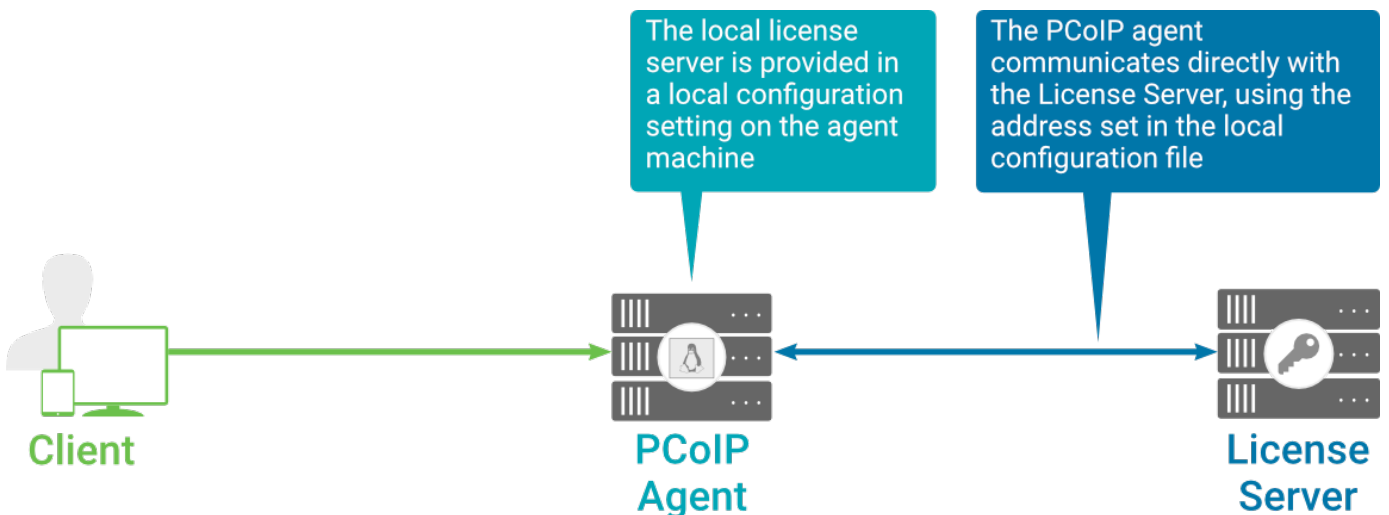 The local license
server is provided in
a local configuration
setting on the agent
machine
The PCoIP agent
communicates directly with
the License Server, using the
address set in the local
configuration file
Client
PCoIP
Agent
License
Server